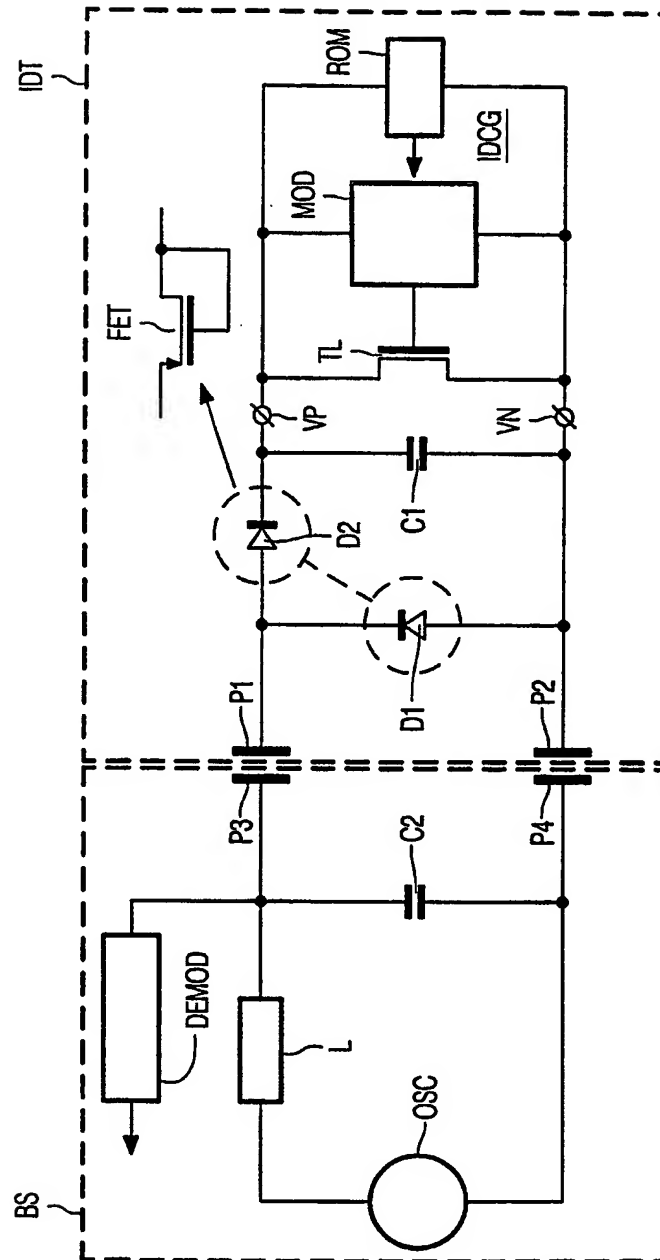 BS
IDT
DEMOD
L
OSC
C2
P3
P4
P1
P2
D1
D2
FET
C1
VP
VN
TL
MOD
ROM
IDCG